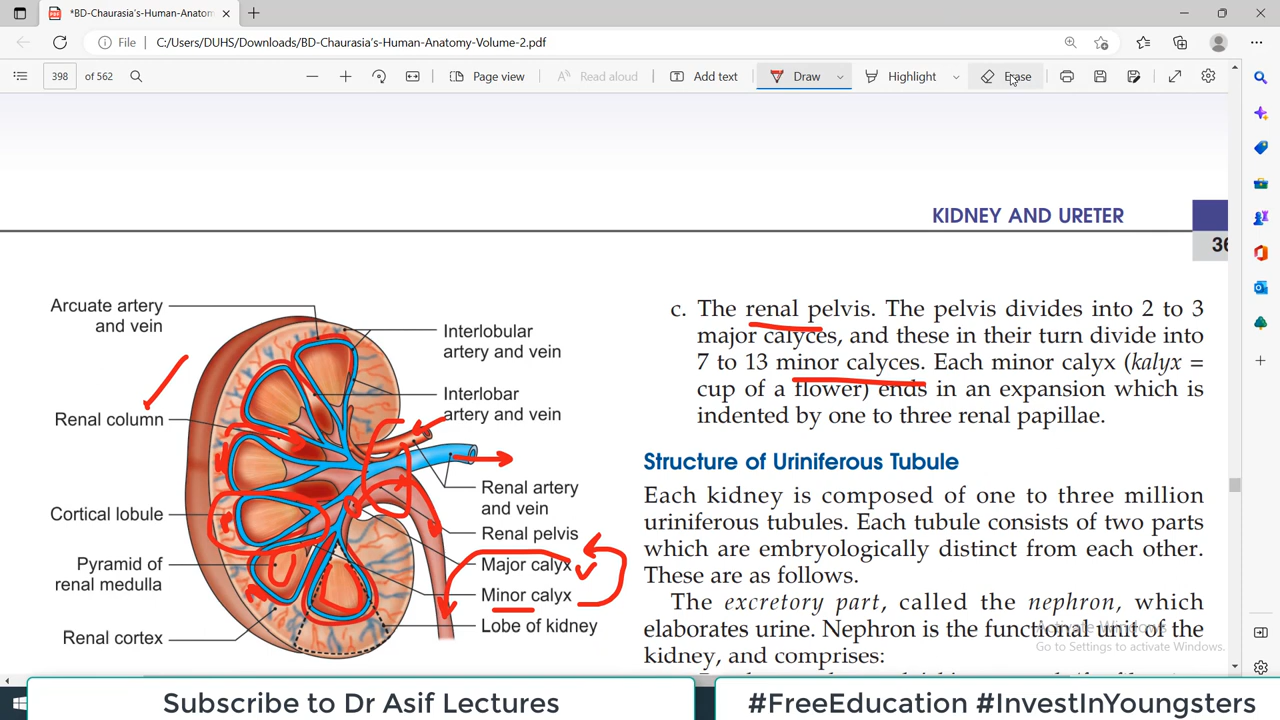 *BD-Chaurasia's-Human-Anatom
File
C:/Users/DUHS/Downloads/BD-Chaurasia's-Human-Anatomy-Volume-2.pdf
398
of 562
Page view
Read aloud
Add text
Draw
Highlight
Erase
KIDNEY AND URETER
36
Arcuate artery
and vein
Renal column
Cortical lobule
Pyramid of
renal medulla
Renal cortex
Interlobular
artery and vein
Interlobar
artery and vein
Renal artery
and vein
Renal pelvis
Major calyx
Minor calyx
Lobe of kidney
c. The renal pelvis. The pelvis divides into 2 to 3
major calyces, and these in their turn divide into
7 to 13 minor calyces. Each minor calyx (kalyx =
cup of a flower) ends in an expansion which is
indented by one to three renal papillae.
Structure of Uriniferous Tubule
Each kidney is composed of one to three million
uriniferous tubules. Each tubule consists of two parts
which are embryologically distinct from each other.
These are as follows.
The excretory part, called the nephron, which
elaborates urine. Nephron is the functional unit of the
kidney, and comprises:
Activate Windows
Go to Settings to activate Windows.
Subscribe to Dr Asif Lectures
#FreeEducation #InvestInYoungsters